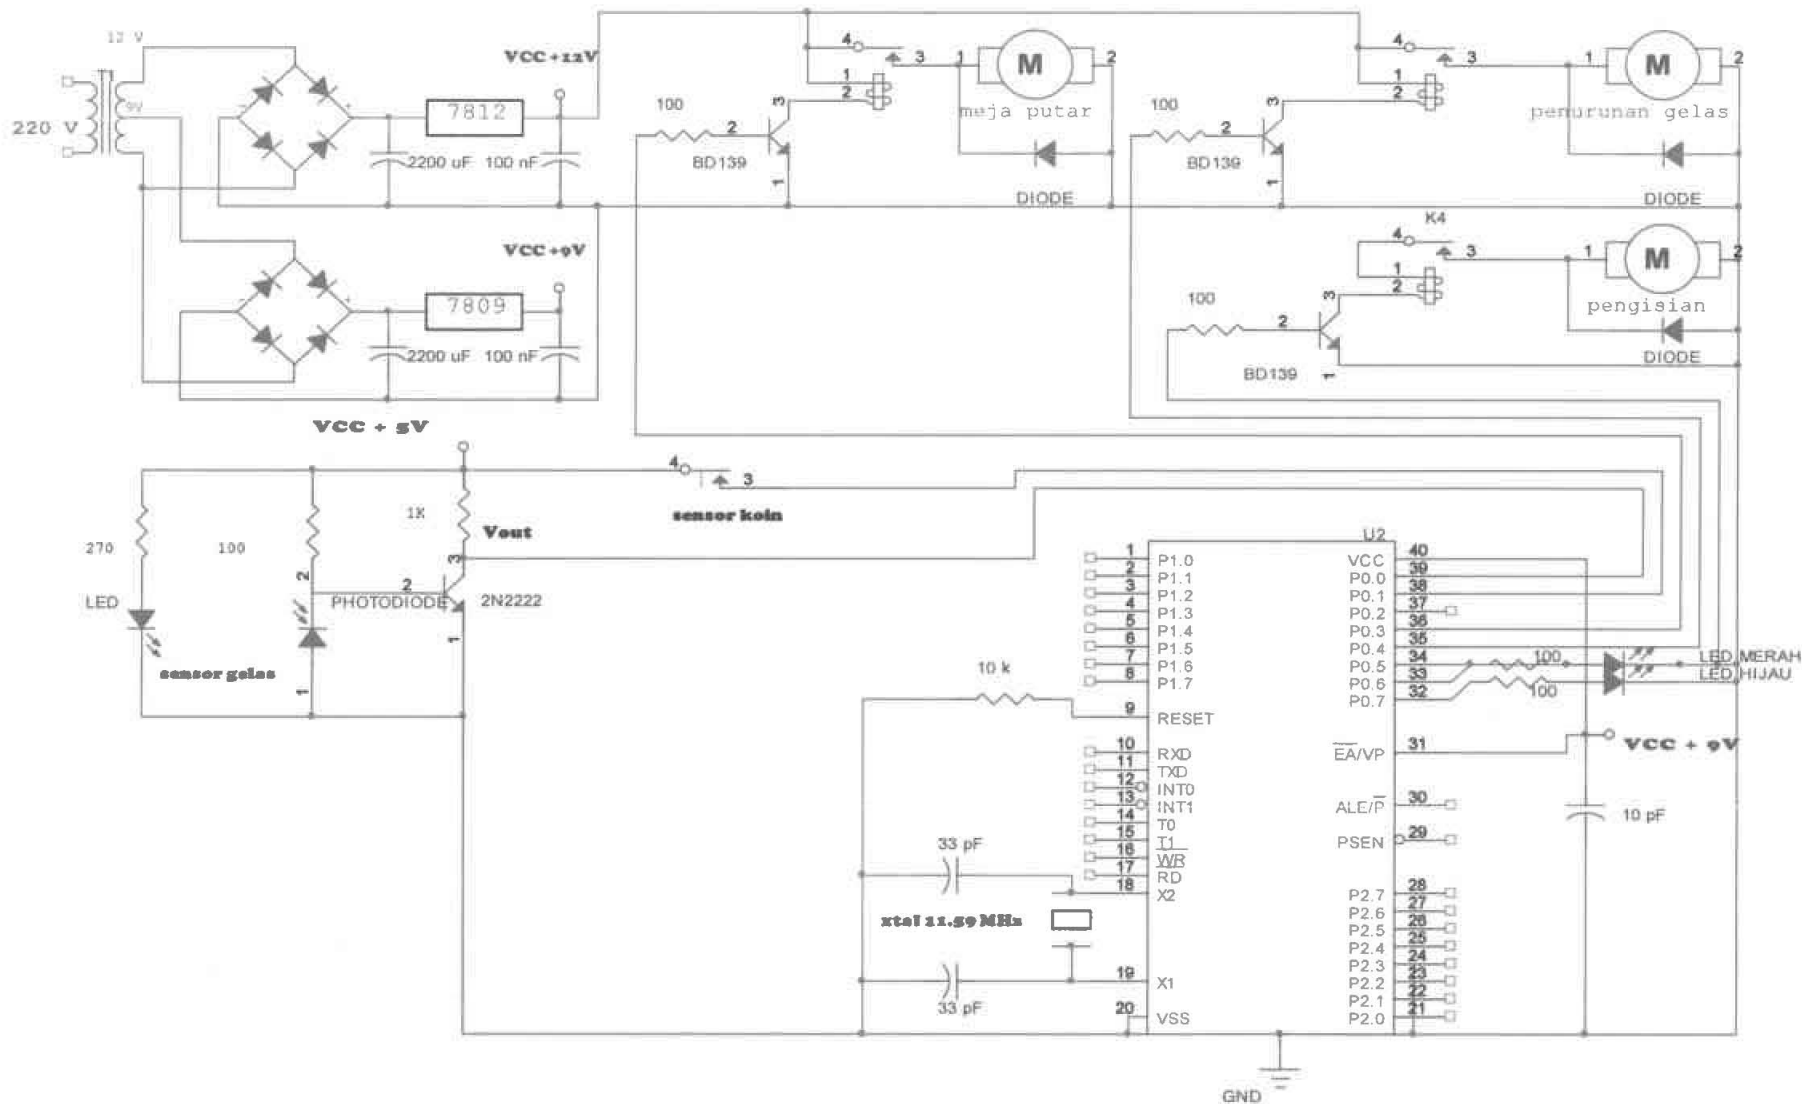 12 V
9V
220 V
7812
VCC +12V
2200 uF
100 nF
7809
VCC +9V
2200 uF
100 nF
100
2
3
BD139
1
4
1
2
3
1
M
2
meja putar
DIODE
100
2
3
BD139
1
4
1
2
3
1
M
2
penurunan gelas
DIODE
K4
4
1
2
3
1
M
2
pengisian
DIODE
100
2
3
BD139
1
VCC + 5V
4
3
sensor koin
270
100
1K
Vout
3
LED
2
2
PHOTODIODE
2N2222
1
1
sensor gelas
10 k
33 pF
xtal 11.59 MHz
33 pF
U2
1 P1.0
2 P1.1
3 P1.2
4 P1.3
5 P1.4
6 P1.5
7 P1.6
8 P1.7
9 RESET
10 RXD
11 TXD
12 INT0
13 INT1
14 T0
15 T1
16 WR
17 RD
18 X2
19 X1
20 VSS
VCC 40
P0.0 39
P0.1 38
P0.2 37
P0.3 36
P0.4 35
P0.5 34
P0.6 33
P0.7 32
EA/VP 31
ALE/P 30
PSEN 29
P2.7 28
P2.6 27
P2.5 26
P2.4 25
P2.3 24
P2.2 23
P2.1 22
P2.0 21
100
LED MERAH
100
LED HIJAU
VCC + 9V
10 pF
GND